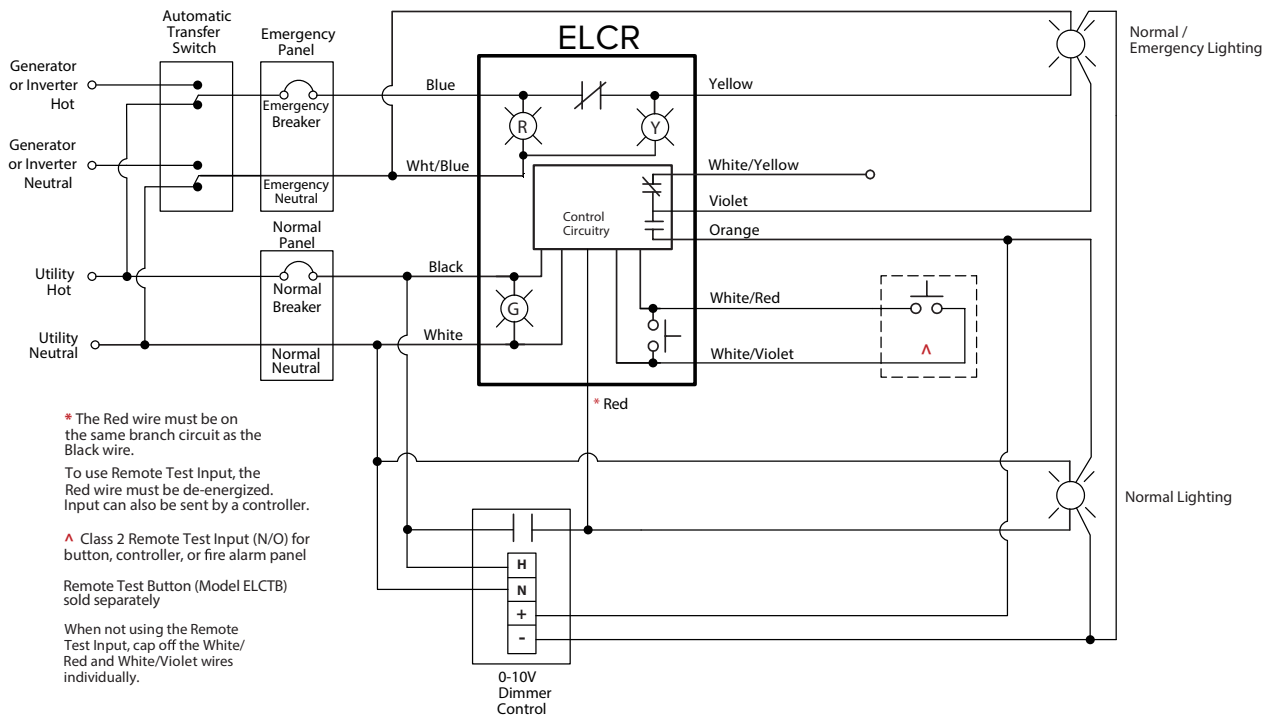 Automatic
Transfer
Switch
Emergency
Panel
ELCR
Normal /
Emergency Lighting
Generator
or Inverter
Hot
Blue
Yellow
Emergency
Breaker
R
Y
Generator
or Inverter
Neutral
Wht/Blue
White/Yellow
Emergency
Neutral
Violet
Control
Circuitry
Orange
Normal
Panel
Utility
Hot
Black
Normal
Breaker
G
White/Red
Utility
Neutral
White
White/Violet
^
Normal
Neutral
* Red
* The Red wire must be on
the same branch circuit as the
Black wire.
To use Remote Test Input, the
Red wire must be de-energized.
Input can also be sent by a controller.
^ Class 2 Remote Test Input (N/O) for
button, controller, or fire alarm panel
Remote Test Button (Model ELCTB)
sold separately
When not using the Remote
Test Input, cap off the White/
Red and White/Violet wires
individually.
Normal Lighting
H
N
+
-
0-10V
Dimmer
Control